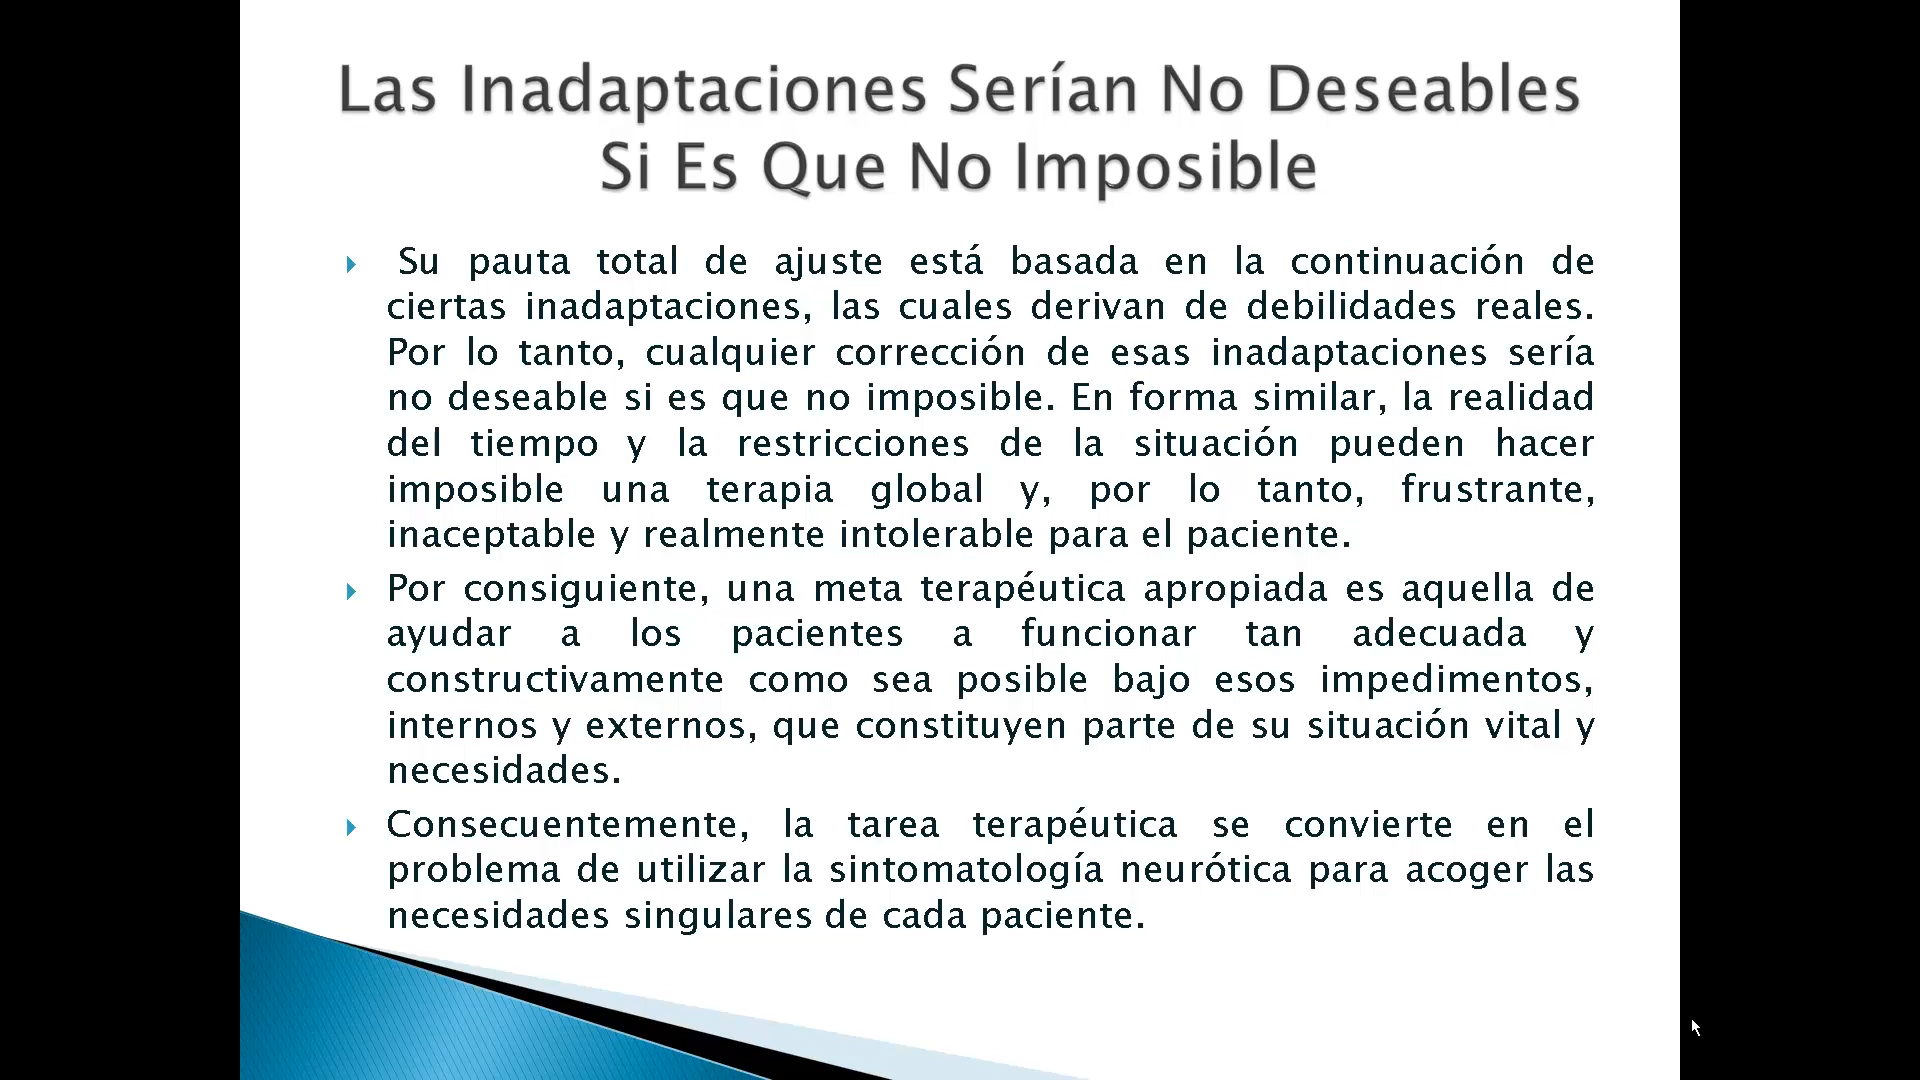 Las Inadaptaciones Serían No Deseables
Si Es Que No Imposible
Su pauta total de ajuste está basada en la continuación de
ciertas inadaptaciones, las cuales derivan de debilidades reales.
Por lo tanto, cualquier corrección de esas inadaptaciones sería
no deseable si es que no imposible. En forma similar, la realidad
del tiempo y la restricciones de la situación pueden hacer
imposible una terapia global y, por lo tanto, frustrante,
inaceptable y realmente intolerable para el paciente.
Por consiguiente, una meta terapéutica apropiada es aquella de
ayudar a los pacientes a funcionar tan adecuada y
constructivamente como sea posible bajo esos impedimentos,
internos y externos, que constituyen parte de su situación vital y
necesidades.
Consecuentemente, la tarea terapéutica se convierte en el
problema de utilizar la sintomatología neurótica para acoger las
necesidades singulares de cada paciente.